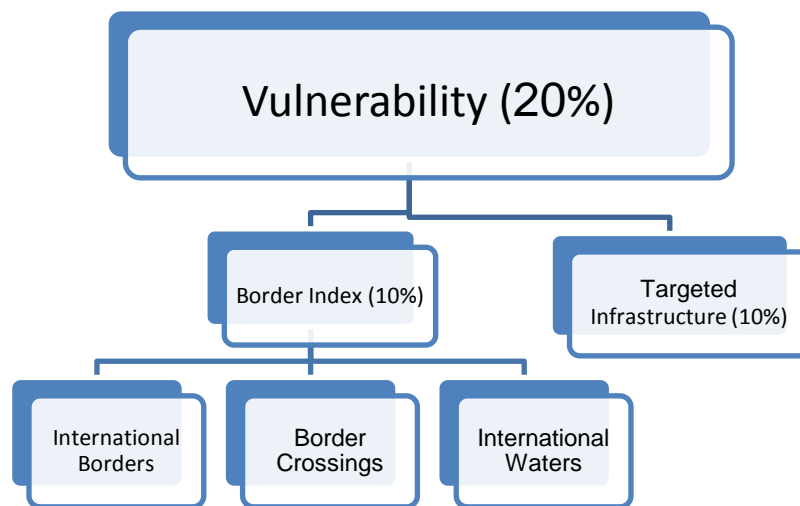 Vulnerability (20%)
Border Index (10%)
Targeted
Infrastructure (10%)
International
Borders
Border
Crossings
International
Waters